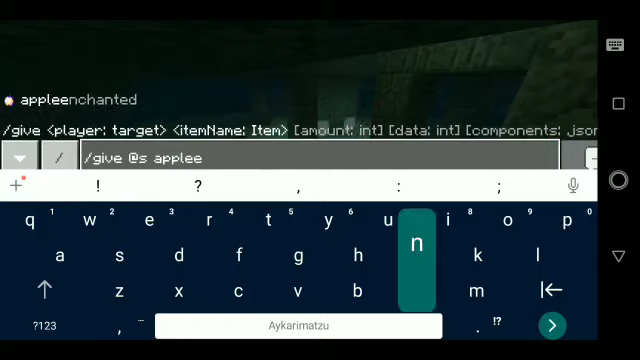 appleenchanted
/give <player: target> <itemName: Item> [amount: int] [data: int] [components: json
/
/give @s applee
+ ! ? , : ;
q 1 w 2 e 3 r 4 t 5 y 6 u i 8 o 9 p 0
a s d f g h n k l
z x c v b m
?123 , Aykarimatzu . !?